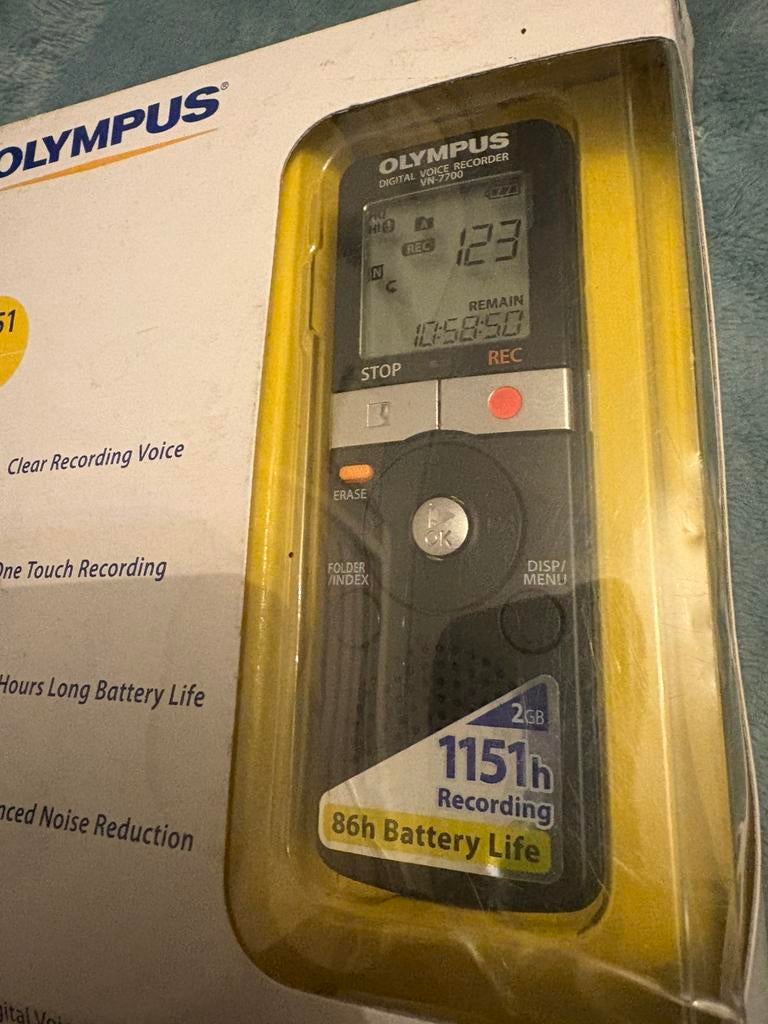 OLYMPUS®
51
Clear Recording Voice
One Touch Recording
Hours Long Battery Life
nced Noise Reduction
OLYMPUS
DIGITAL VOICE RECORDER
VN-7700
A
REC
123
N
REMAIN
10:58:50
STOP
REC
ERASE
OK
FOLDER
/INDEX
DISP/
MENU
2GB
1151h
Recording
86h Battery Life